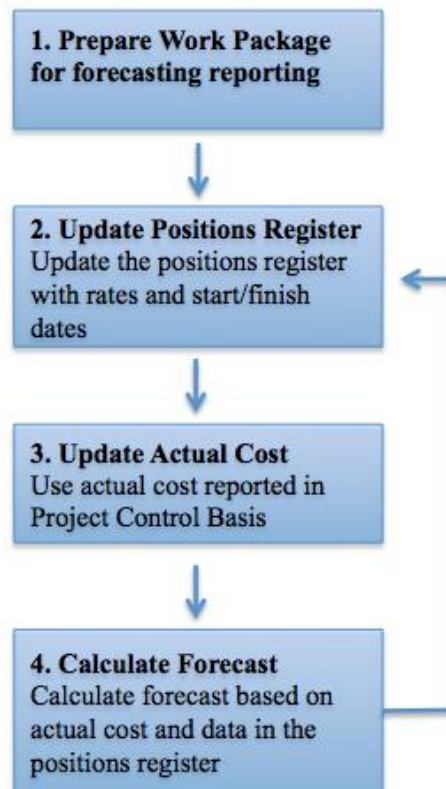 1. Prepare Work Package
for forecasting reporting
2. Update Positions Register
Update the positions register
with rates and start/finish
dates
3. Update Actual Cost
Use actual cost reported in
Project Control Basis
4. Calculate Forecast
Calculate forecast based on
actual cost and data in the
positions register